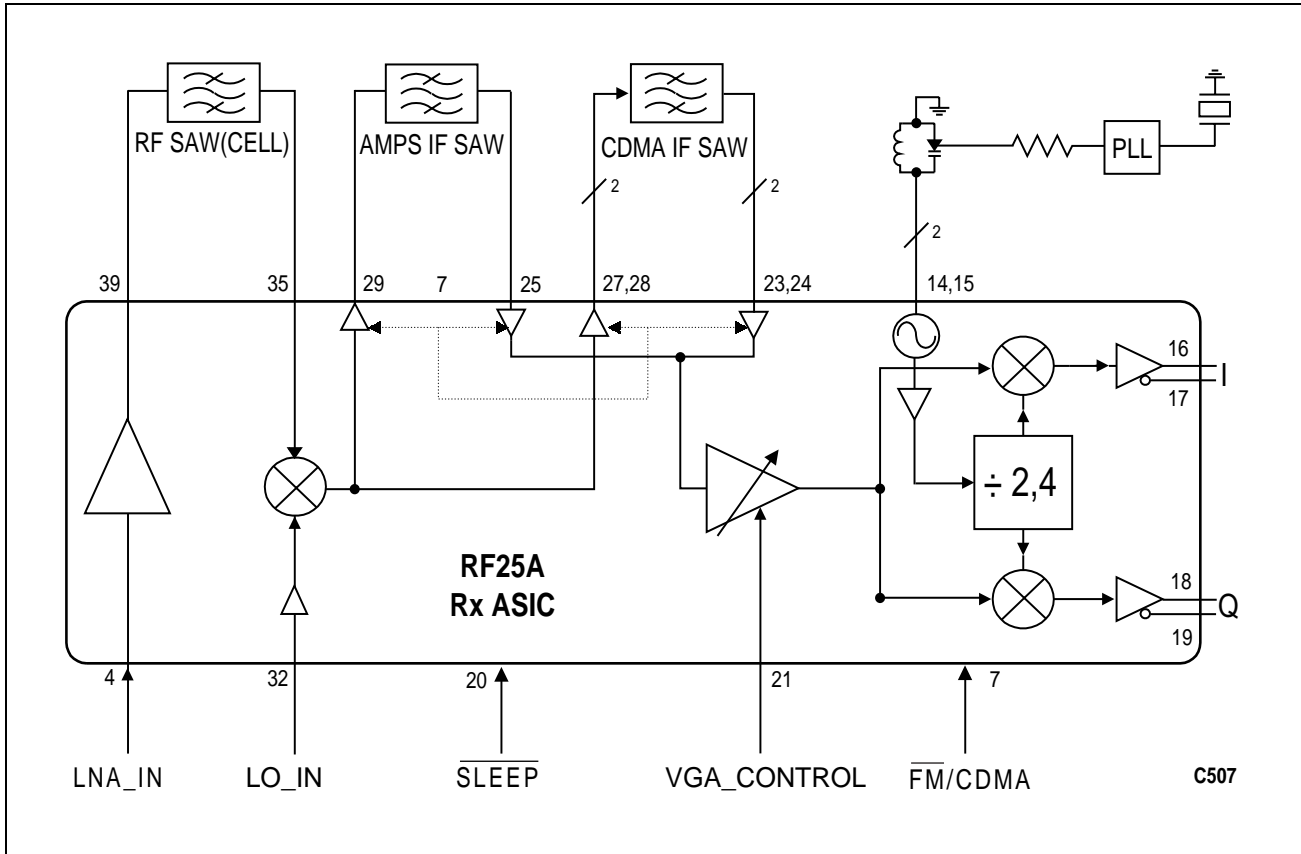 RF SAW(CELL)
AMPS IF SAW
CDMA IF SAW
PLL
2
2
2
39
35
29
7
25
27,28
23,24
14,15
16
I
17
÷ 2,4
RF25A
Rx ASIC
18
Q
19
4
32
20
21
7
LNA_IN
LO_IN
SLEEP
VGA_CONTROL
FM/CDMA
C507